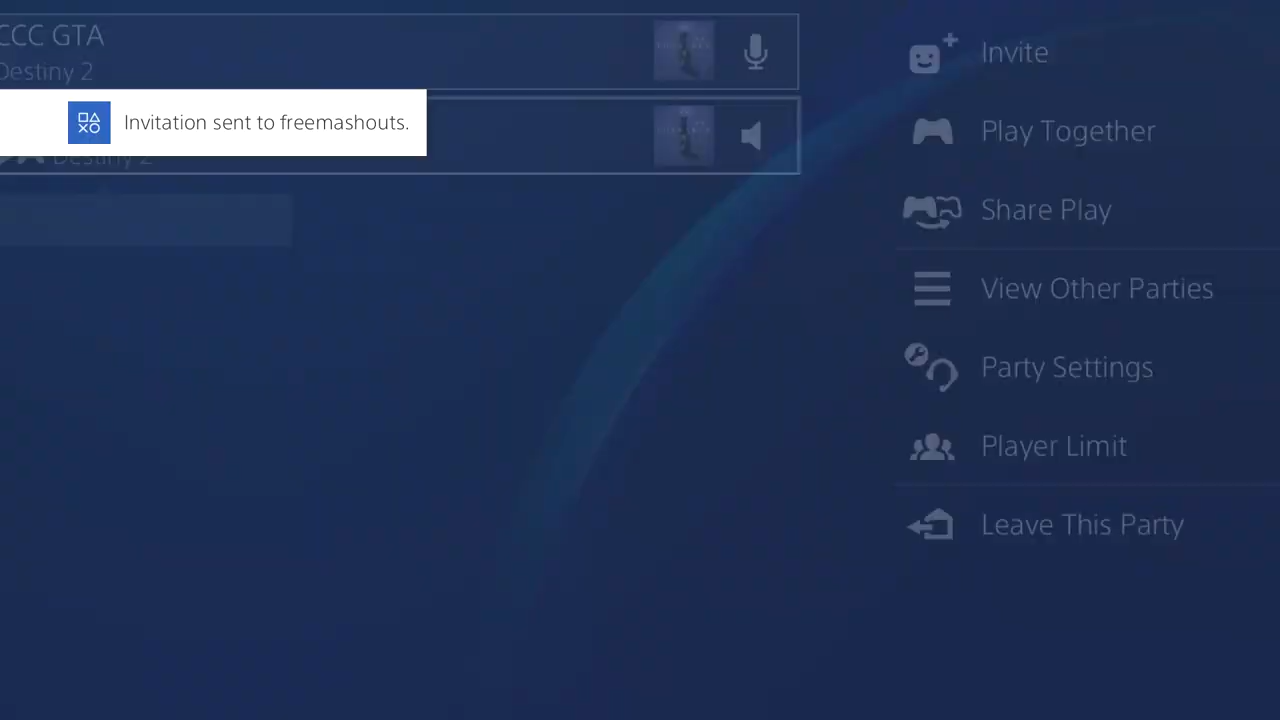 CCC GTA
Destiny 2
Invitation sent to freemashouts.
Destiny 2
Invite
Play Together
Share Play
View Other Parties
Party Settings
Player Limit
Leave This Party